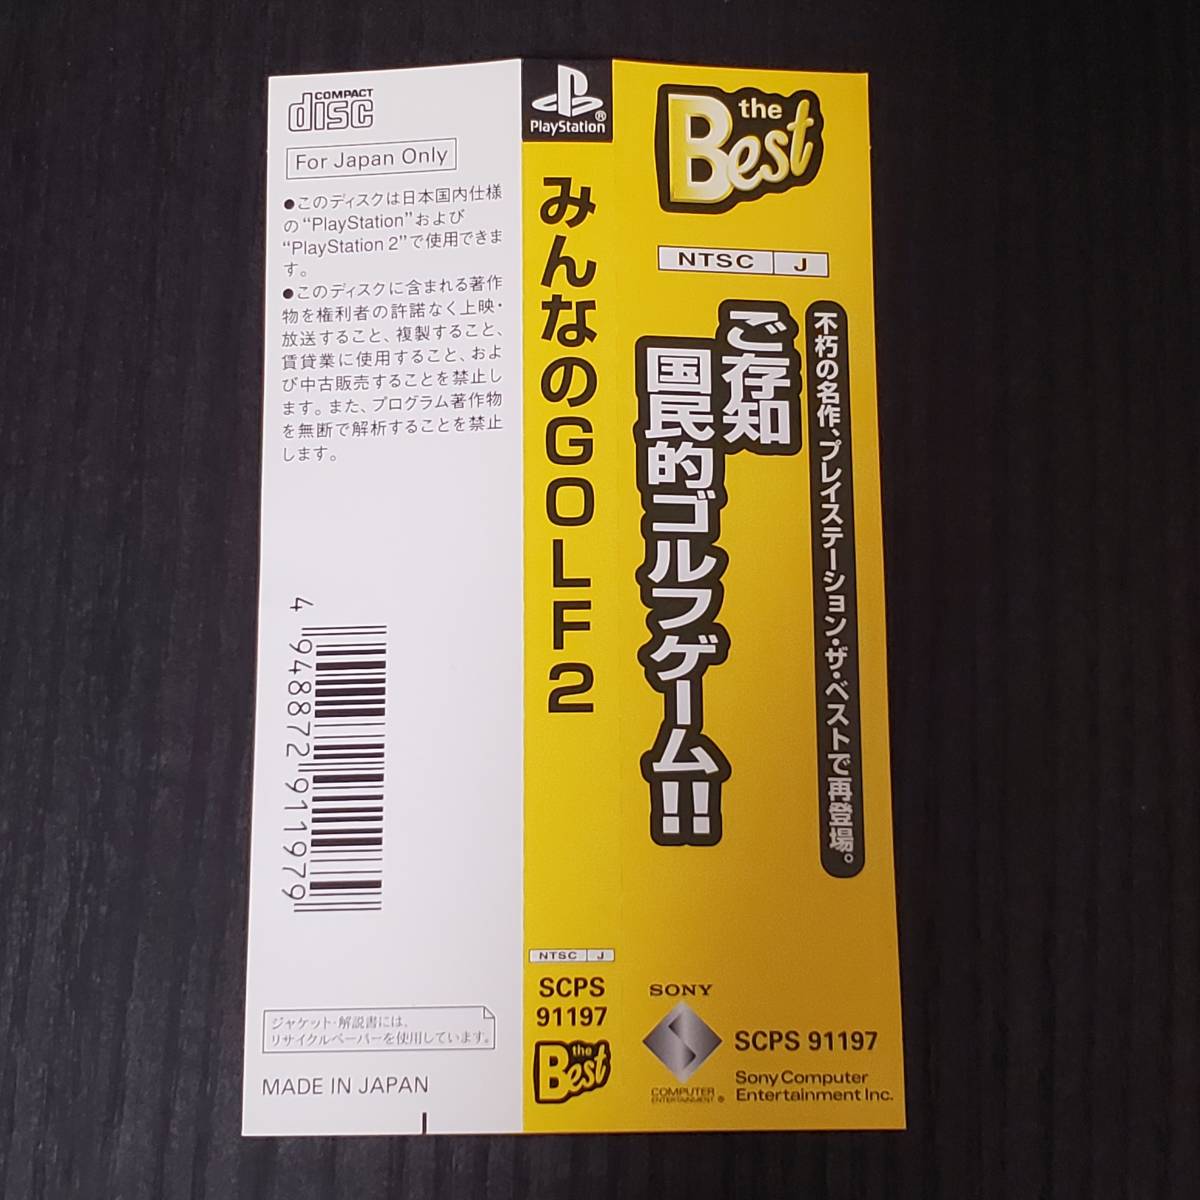 COMPACT
disc
For Japan Only
●このディスクは日本国内仕様
の“PlayStation”および
“PlayStation 2”で使用できま
す。
●このディスクに含まれる著作
物を権利者の許諾なく上映・
放送すること、複製すること、
賃貸業に使用すること、およ
び中古販売することを禁止し
ます。また、プログラム著作物
を無断で解析することを禁止
します。
4 948872 911979
ジャケット・解説書には、
リサイクルペーパーを使用しています。
MADE IN JAPAN
PlayStation®
みんなのGOLF2
NTSC J
SCPS
91197
the
Best
the
Best
NTSC J
不朽の名作、プレイステーション・ザ・ベストで再登場。
ご存知
国民的ゴルフゲーム!!
SONY
COMPUTER
ENTERTAINMENT®
SCPS 91197
Sony Computer
Entertainment Inc.